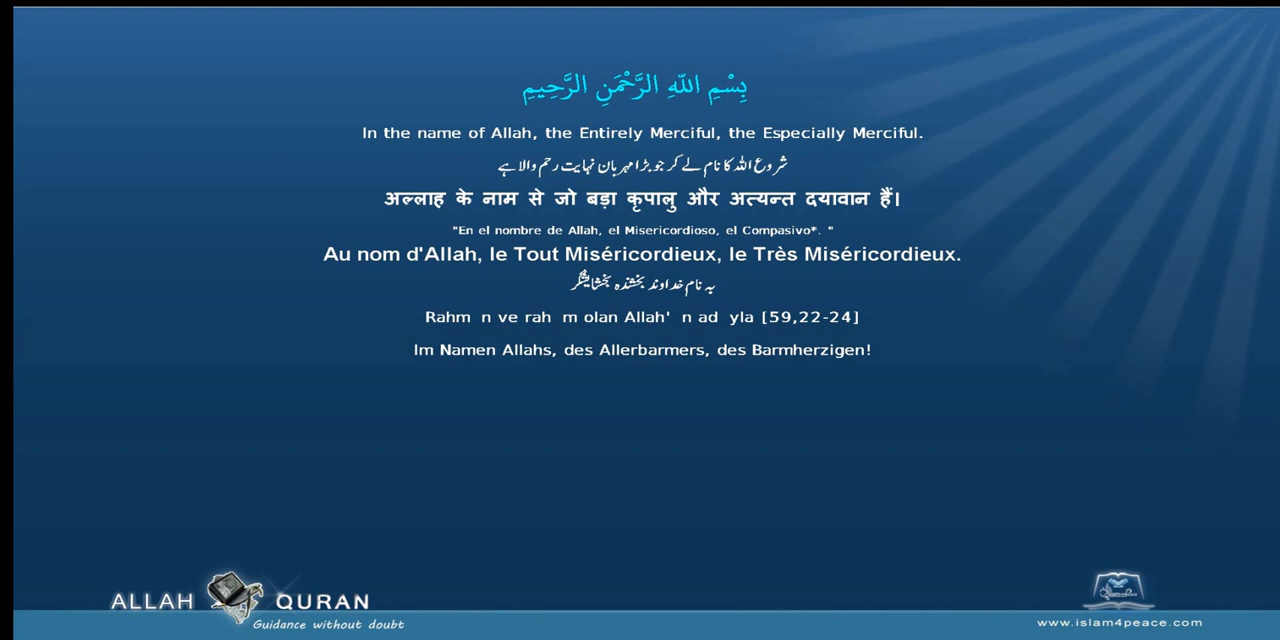 بِسْمِ اللَّهِ الرَّحْمَنِ الرَّحِيمِ
In the name of Allah, the Entirely Merciful, the Especially Merciful.
شروع الله کا نام لے کر جو بڑا مہربان نہایت رحم والا ہے
अल्लाह के नाम से जो बड़ा कृपालु और अत्यन्त दयावान हैं।
"En el nombre de Allah, el Misericordioso, el Compasivo*. "
Au nom d'Allah, le Tout Miséricordieux, le Très Miséricordieux.
به نام خداوند بخشنده بخشایشگر
Rahm n ve rah m olan Allah' n ad yla [59,22-24]
Im Namen Allahs, des Allerbarmers, des Barmherzigen!
ALLAH QURAN
Guidance without doubt
www.islam4peace.com